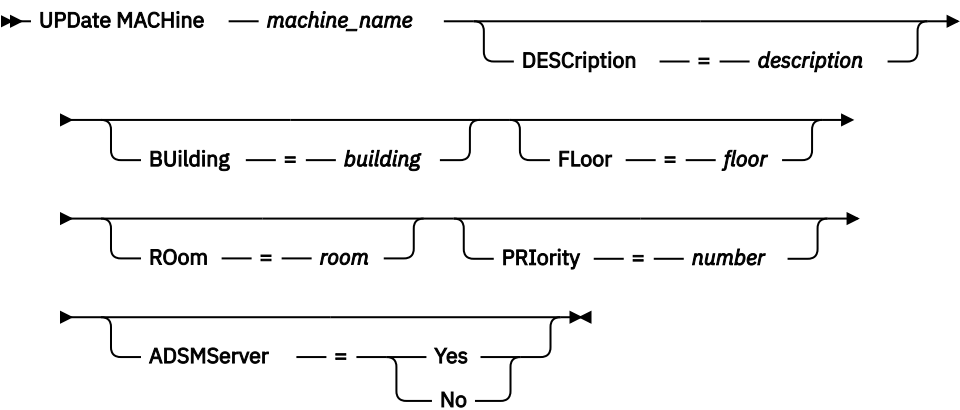 UPDate MACHine machine_name
DESCription = description
BUilding = building FLoor = floor
ROom = room PRIority = number
ADSMServer = Yes
No